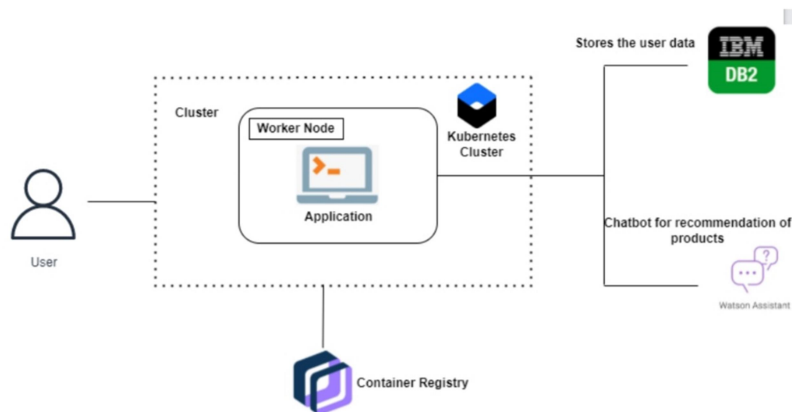 Stores the user data
IBM
DB2
Cluster
Worker Node
Kubernetes
Cluster
Application
User
Chatbot for recommendation of
products
Watson Assistant
Container Registry